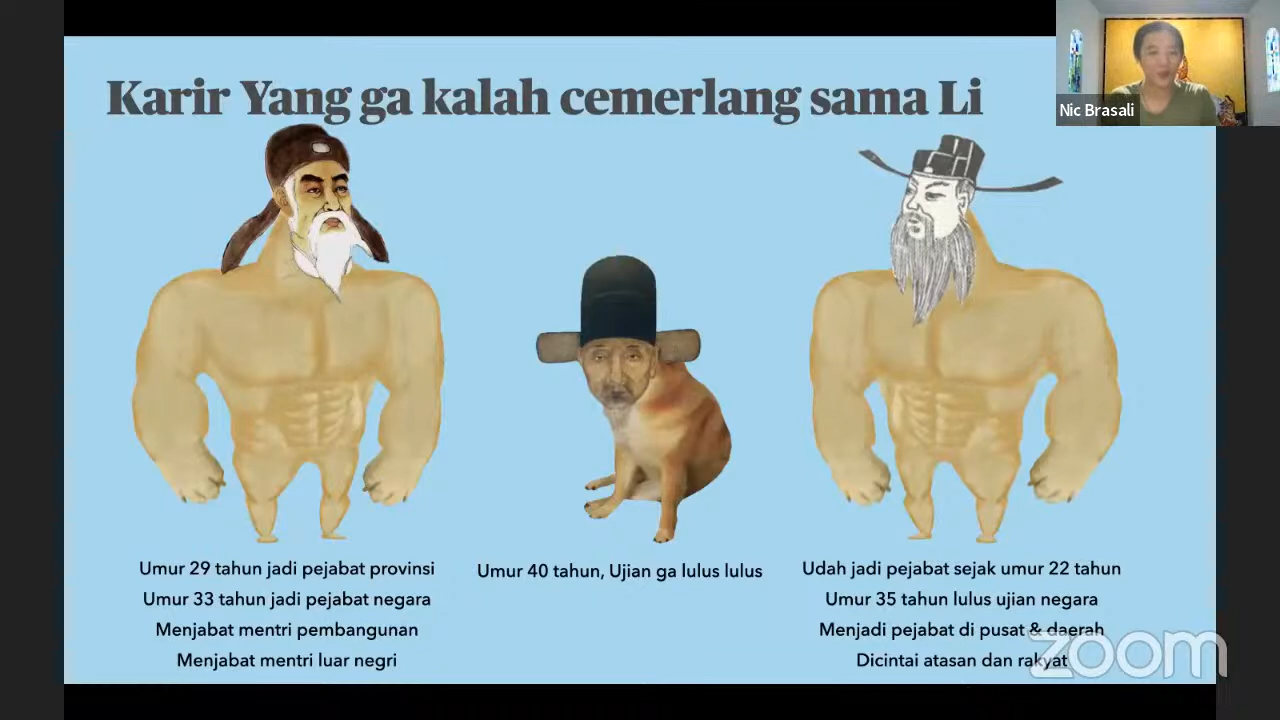 Karir Yang ga kalah cemerlang sama Li
Nic Brasali
Umur 29 tahun jadi pejabat provinsi
Umur 33 tahun jadi pejabat negara
Menjabat mentri pembangunan
Menjabat mentri luar negri
Umur 40 tahun, Ujian ga lulus lulus
Udah jadi pejabat sejak umur 22 tahun
Umur 35 tahun lulus ujian negara
Menjadi pejabat di pusat & daerah
Dicintai atasan dan rakyat
zoom